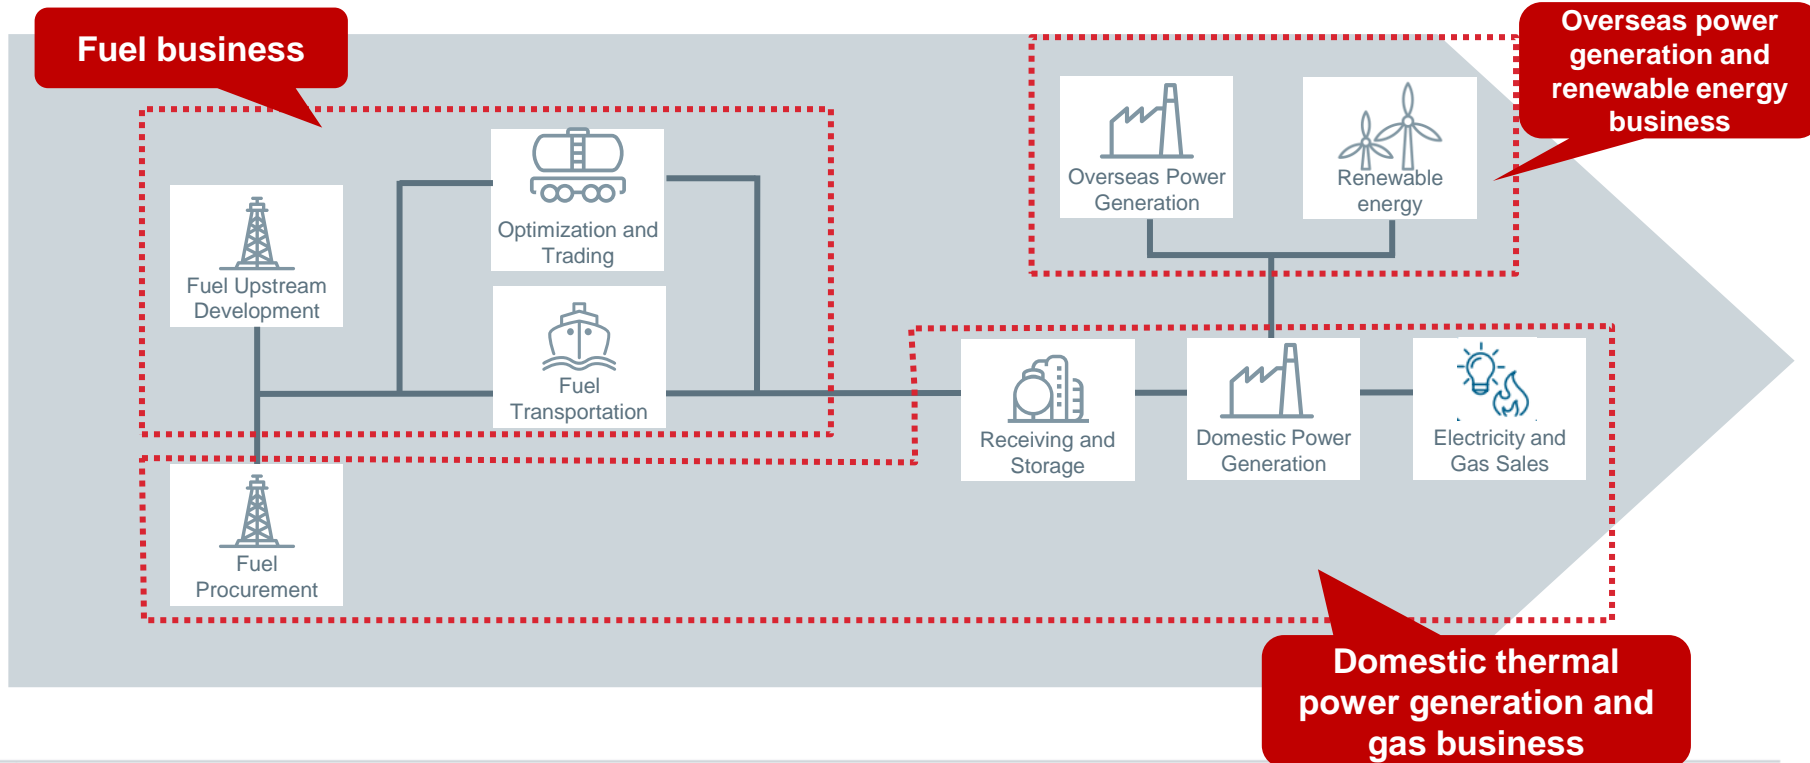 Fuel business
Overseas power
generation and
renewable energy
business
Optimization and
Trading
Fuel Upstream
Development
Fuel
Transportation
Overseas Power
Generation
Renewable
energy
Fuel
Procurement
Receiving and
Storage
Domestic Power
Generation
Electricity and
Gas Sales
Domestic thermal
power generation and
gas business